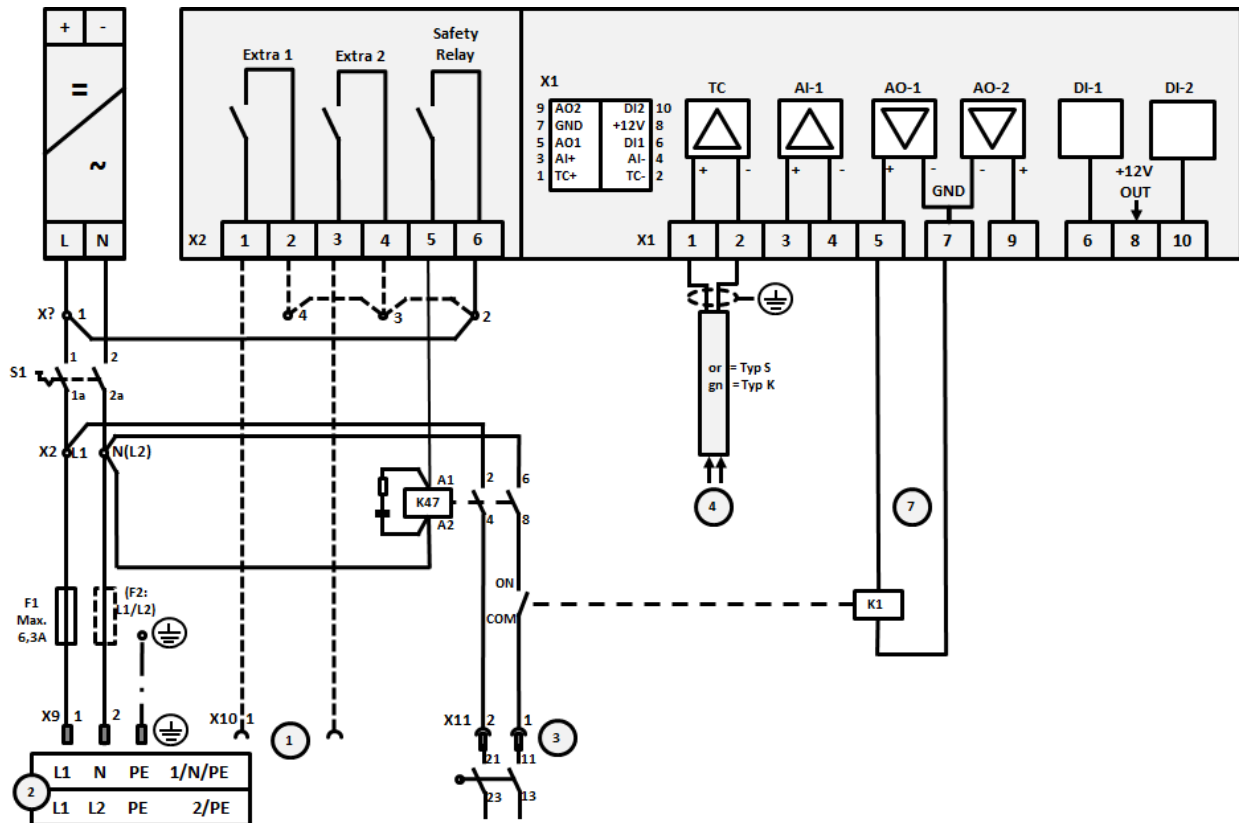 + -
=
~
L N
Extra 1
Extra 2
Safety
Relay
X2 1 2 3 4 5 6
X1
9 AO2 DI2 10
7 GND +12V 8
5 AO1 DI1 6
3 AI+ AI- 4
1 TC+ TC- 2
TC AI-1 AO-1 AO-2 DI-1 DI-2
+ - + - + - - +
GND
+12V
OUT
X1 1 2 3 4 5 7 9 6 8 10
X? 1
4 3 2
1 2
S1
1a 2a
or = Typ S
gn = Typ K
X2 L1 N(L2)
A1
K47
A2
2 6
4 8
4
7
ON
COM
K1
F1
Max.
6,3A
(F2:
L1/L2)
X9 1 2
X10 1
1
X11 2 1
3
21 11
23 13
2
L1 N PE 1/N/PE
L1 L2 PE 2/PE